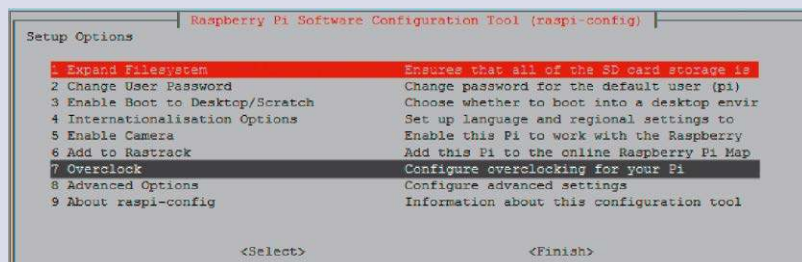 Raspberry Pi Software Configuration Tool (raspi-config)
Setup Options
1 Expand Filesystem Ensures that all of the SD card storage is
2 Change User Password Change password for the default user (pi)
3 Enable Boot to Desktop/Scratch Choose whether to boot into a desktop envir
4 Internationalisation Options Set up language and regional settings to
5 Enable Camera Enable this Pi to work with the Raspberry
6 Add to Rastrack Add this Pi to the online Raspberry Pi Map
7 Overclock Configure overclocking for your Pi
8 Advanced Options Configure advanced settings
9 About raspi-config Information about this configuration tool
<Select> <Finish>